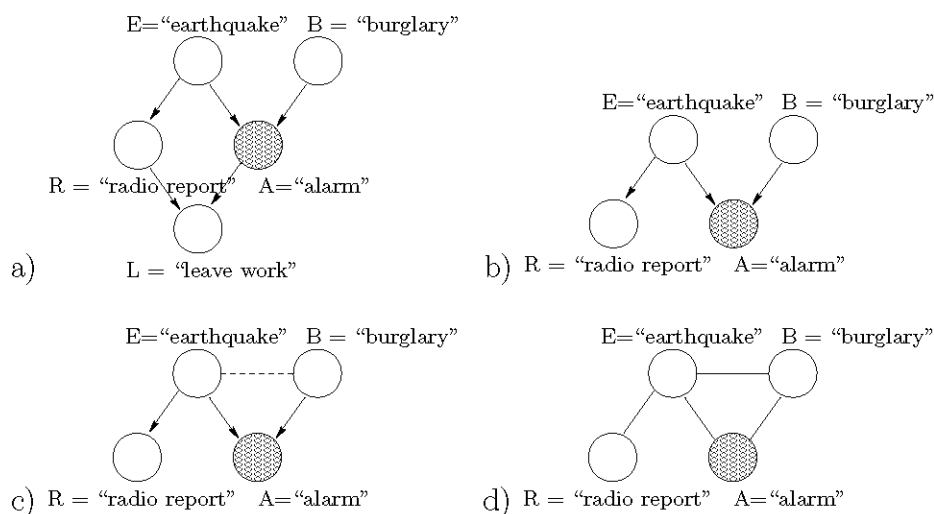 E=“earthquake” B = “burglary”
R = “radio report” A=“alarm”
L = “leave work”
a)
E=“earthquake” B = “burglary”
R = “radio report” A=“alarm”
b)
E=“earthquake” B = “burglary”
R = “radio report” A=“alarm”
c)
E=“earthquake” B = “burglary”
R = “radio report” A=“alarm”
d)